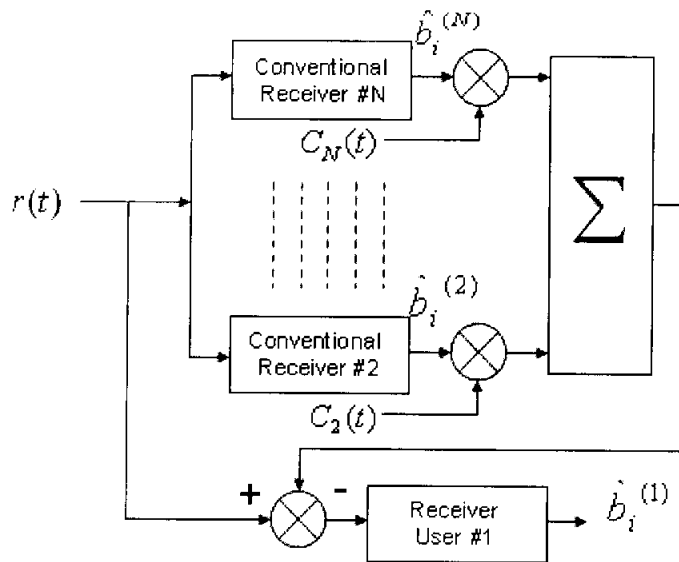 Conventional
Receiver #N
b̂_i^(N)
C_N(t)
Σ
r(t)
b̂_i^(2)
Conventional
Receiver #2
C_2(t)
+
-
Receiver
User #1
b̂_i^(1)